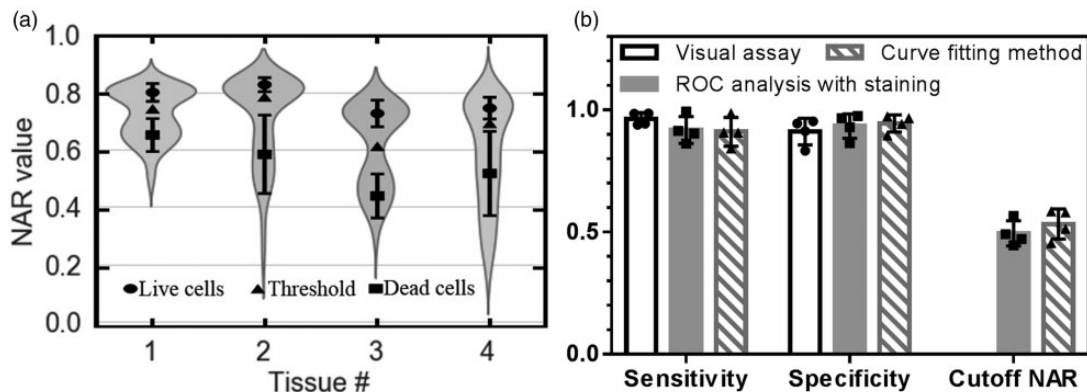 (a)
1.0
0.8
0.6
0.4
0.2
0.0
NAR value
Live cells Threshold Dead cells
1 2 3 4
Tissue #
(b)
Visual assay Curve fitting method
ROC analysis with staining
1.0
0.5
0.0
Sensitivity Specificity Cutoff NAR